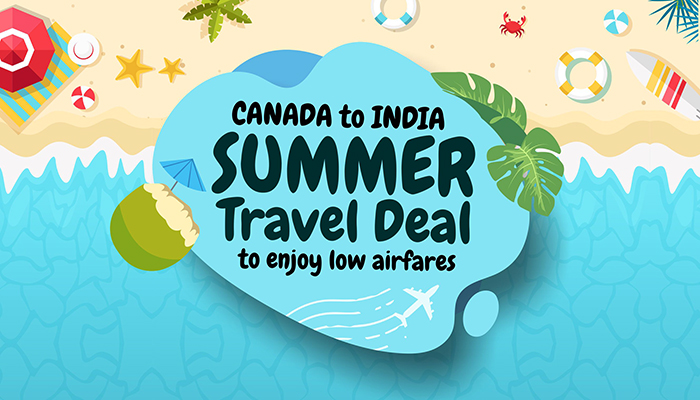 CANADA to INDIA
SUMMER
Travel Deal
to enjoy low airfares